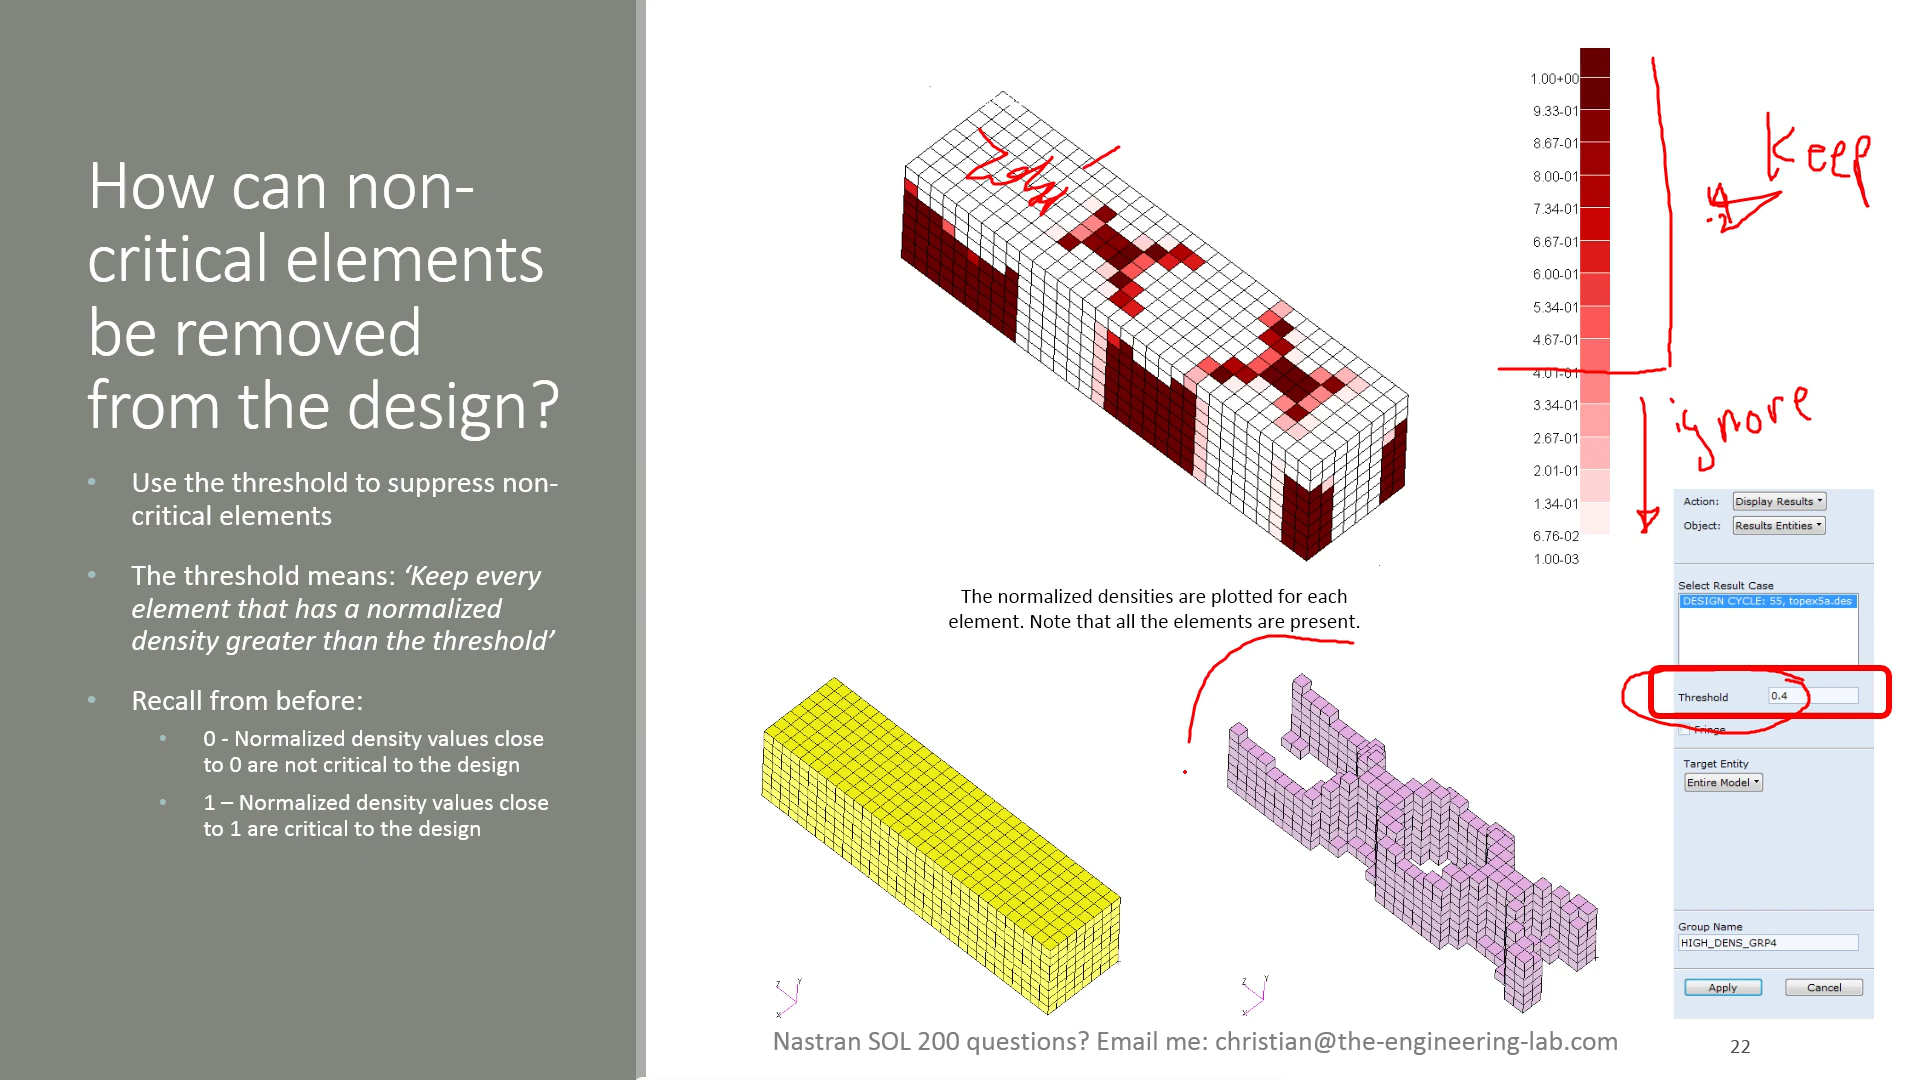 How can non-
critical elements
be removed
from the design?
• Use the threshold to suppress non-
critical elements
• The threshold means: ‘Keep every
element that has a normalized
density greater than the threshold’
• Recall from before:
• 0 - Normalized density values close
to 0 are not critical to the design
• 1 – Normalized density values close
to 1 are critical to the design
1.00+00
9.33-01
8.67-01
8.00-01
7.34-01
6.67-01
6.00-01
5.34-01
4.67-01
4.01-01
3.34-01
2.67-01
2.01-01
1.34-01
6.76-02
1.00-03
Keep
ignore
The normalized densities are plotted for each
element. Note that all the elements are present.
Action: Display Results
Object: Results Entities
Select Result Case
DESIGN CYCLE: 55, topex5a.des
Threshold 0.4
Fringe
Target Entity
Entire Model
Group Name
HIGH_DENS_GRP4
Apply Cancel
Z Y
X
Z Y
X
Nastran SOL 200 questions? Email me: christian@the-engineering-lab.com
22